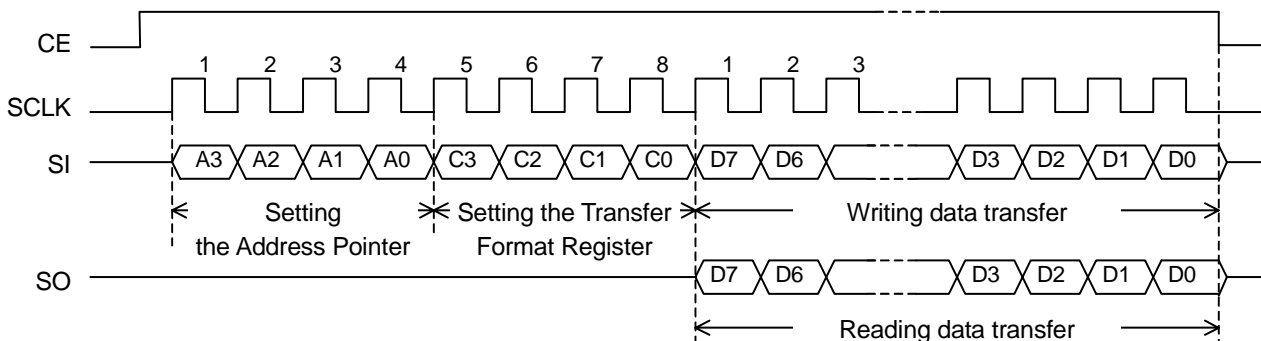 CE
1 2 3 4 5 6 7 8 1 2 3
SCLK
SI A3 A2 A1 A0 C3 C2 C1 C0 D7 D6 D3 D2 D1 D0
Setting Setting the Transfer Writing data transfer
the Address Pointer Format Register
SO D7 D6 D3 D2 D1 D0
Reading data transfer